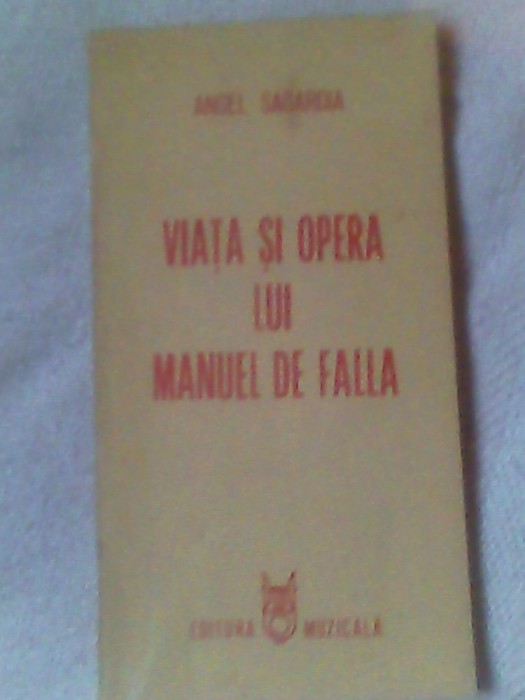 ANGEL SAGARDIA
VIAȚA ȘI OPERA
LUI
MANUEL DE FALLA
EDITURA MUZICALĂ